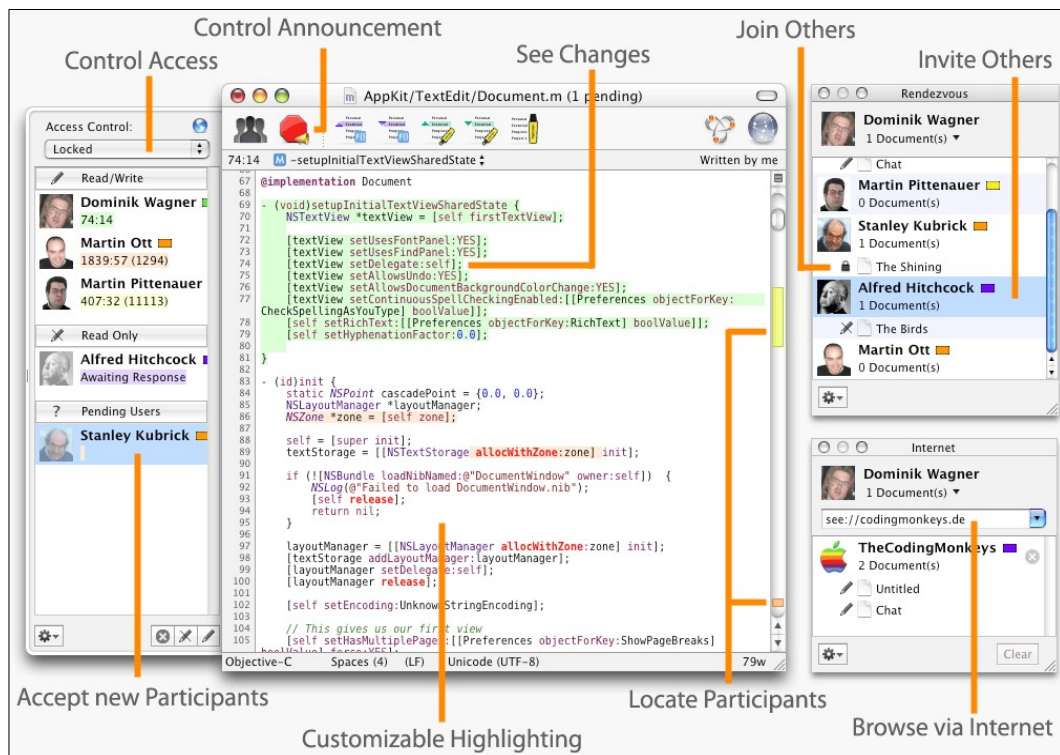 Control Announcement
Join Others
Control Access
See Changes
Invite Others
Access Control:
Locked
Read/Write
Dominik Wagner
74:14
Martin Ott
1839:57 (1294)
Martin Pittenauer
407:32 (11113)
Read Only
Alfred Hitchcock
Awaiting Response
? Pending Users
Stanley Kubrick
AppKit/TextEdit/Document.m (1 pending)
74:14 M -setupInitialTextViewSharedState Written by me
67 @implementation Document
68
69 - (void)setupInitialTextViewSharedState {
70 NSTextView *textView = [self firstTextView];
71
72 [textView setUsesFontPanel:YES];
73 [textView setUsesFindPanel:YES];
74 [textView setDelegate:self];
75 [textView setAllowsUndo:YES];
76 [textView setAllowsDocumentBackgroundColorChange:YES];
77 [textView setContinuousSpellCheckingEnabled:[[Preferences objectForKey:
CheckSpellingAsYouType] boolValue]];
78 [self setRichText:[[Preferences objectForKey:RichText] boolValue]];
79 [self setHyphenationFactor:0.0];
80
81 }
82
83 - (id)init {
84 static NSPoint cascadePoint = {0.0, 0.0};
85 NSLayoutManager *layoutManager;
86 NSZone *zone = [self zone];
87
88 self = [super init];
89 textStorage = [[NSTextStorage allocWithZone:zone] init];
90
91 if (![NSBundle loadNibNamed:@"DocumentWindow" owner:self]) {
92 NSLog(@"Failed to load DocumentWindow.nib");
93 [self release];
94 return nil;
95 }
96
97 layoutManager = [[NSLayoutManager allocWithZone:zone] init];
98 [textStorage addLayoutManager:layoutManager];
99 [layoutManager setDelegate:self];
100 [layoutManager release];
101
102 [self setEncoding:UnknownStringEncoding];
103
104 // This gives us our first view
105 [self setHasMultiplePages:[[Preferences objectForKey:ShowPageBreaks]
Objective-C Spaces (4) (LF) Unicode (UTF-8) 79w
Rendezvous
Dominik Wagner
1 Document(s)
Chat
Martin Pittenauer
0 Document(s)
Stanley Kubrick
1 Document(s)
The Shining
Alfred Hitchcock
1 Document(s)
The Birds
Martin Ott
0 Document(s)
Internet
Dominik Wagner
1 Document(s)
see://codingmonkeys.de
TheCodingMonkeys
2 Document(s)
Untitled
Chat
Clear
Accept new Participants
Locate Participants
Customizable Highlighting
Browse via Internet